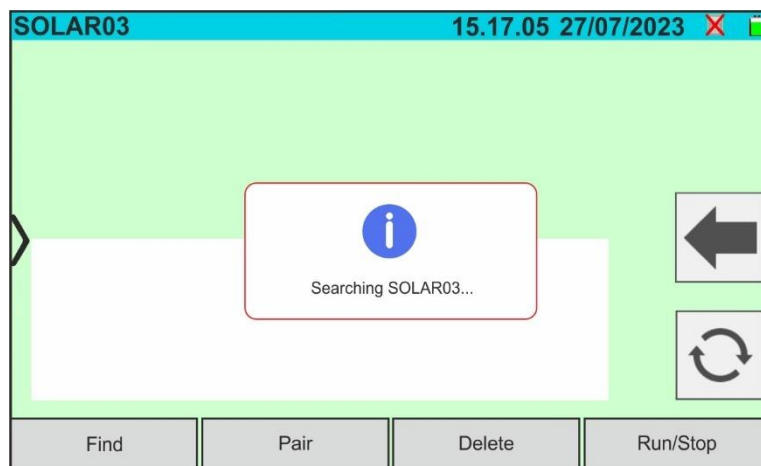 SOLAR03 15.17.05 27/07/2023
Searching SOLAR03...
Find Pair Delete Run/Stop